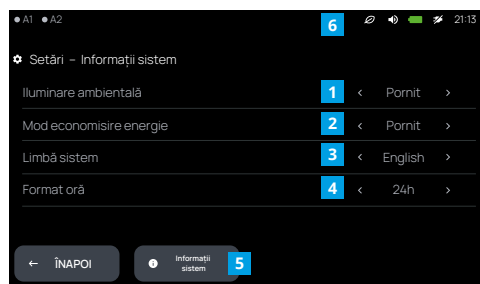 A1 A2 6 21:13
Setări – Informații sistem
Iluminare ambientală 1 < Pornit >
Mod economisire energie 2 < Pornit >
Limbă sistem 3 < English >
Format oră 4 < 24h >
← ÎNAPOI
Informații
sistem
5